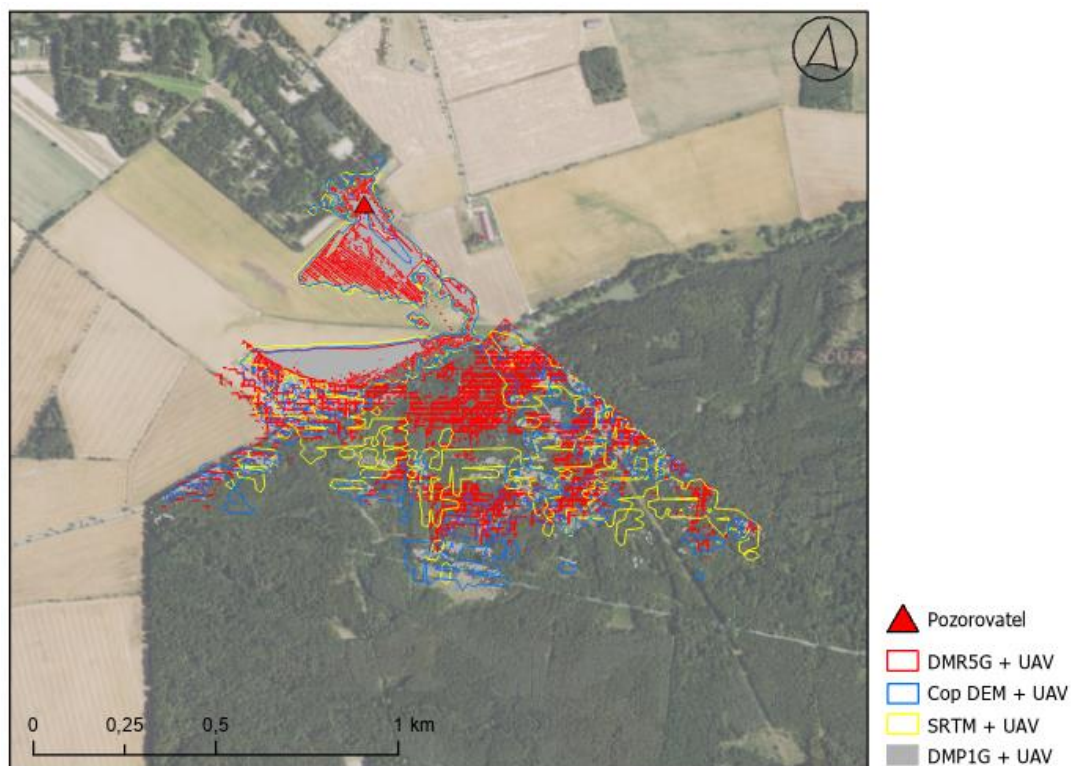 0
0,25
0,5
1 km
Pozorovatel
DMR5G + UAV
Cop DEM + UAV
SRTM + UAV
DMP1G + UAV